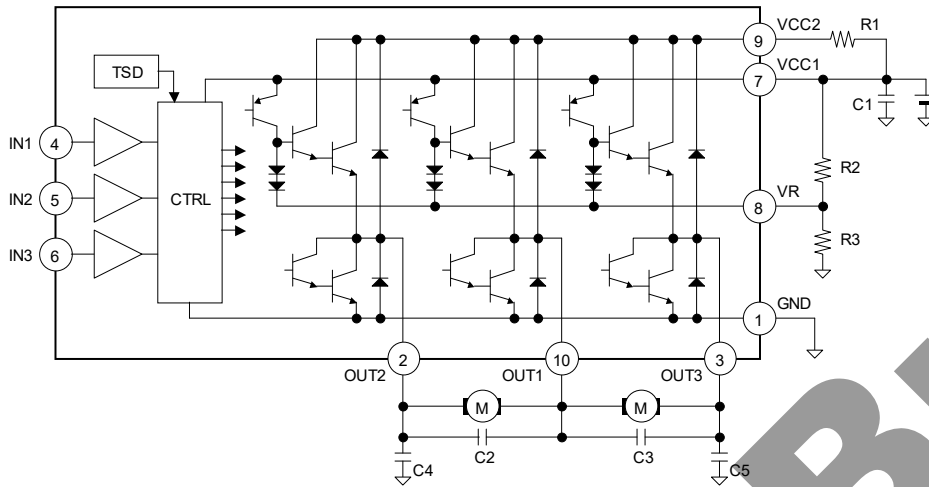 VCC2
R1
9
VCC1
7
TSD
C1
IN1
4
R2
IN2
5
CTRL
VR
8
IN3
6
R3
GND
1
2
10
3
OUT2
OUT1
OUT3
M
M
C4
C2
C3
C5